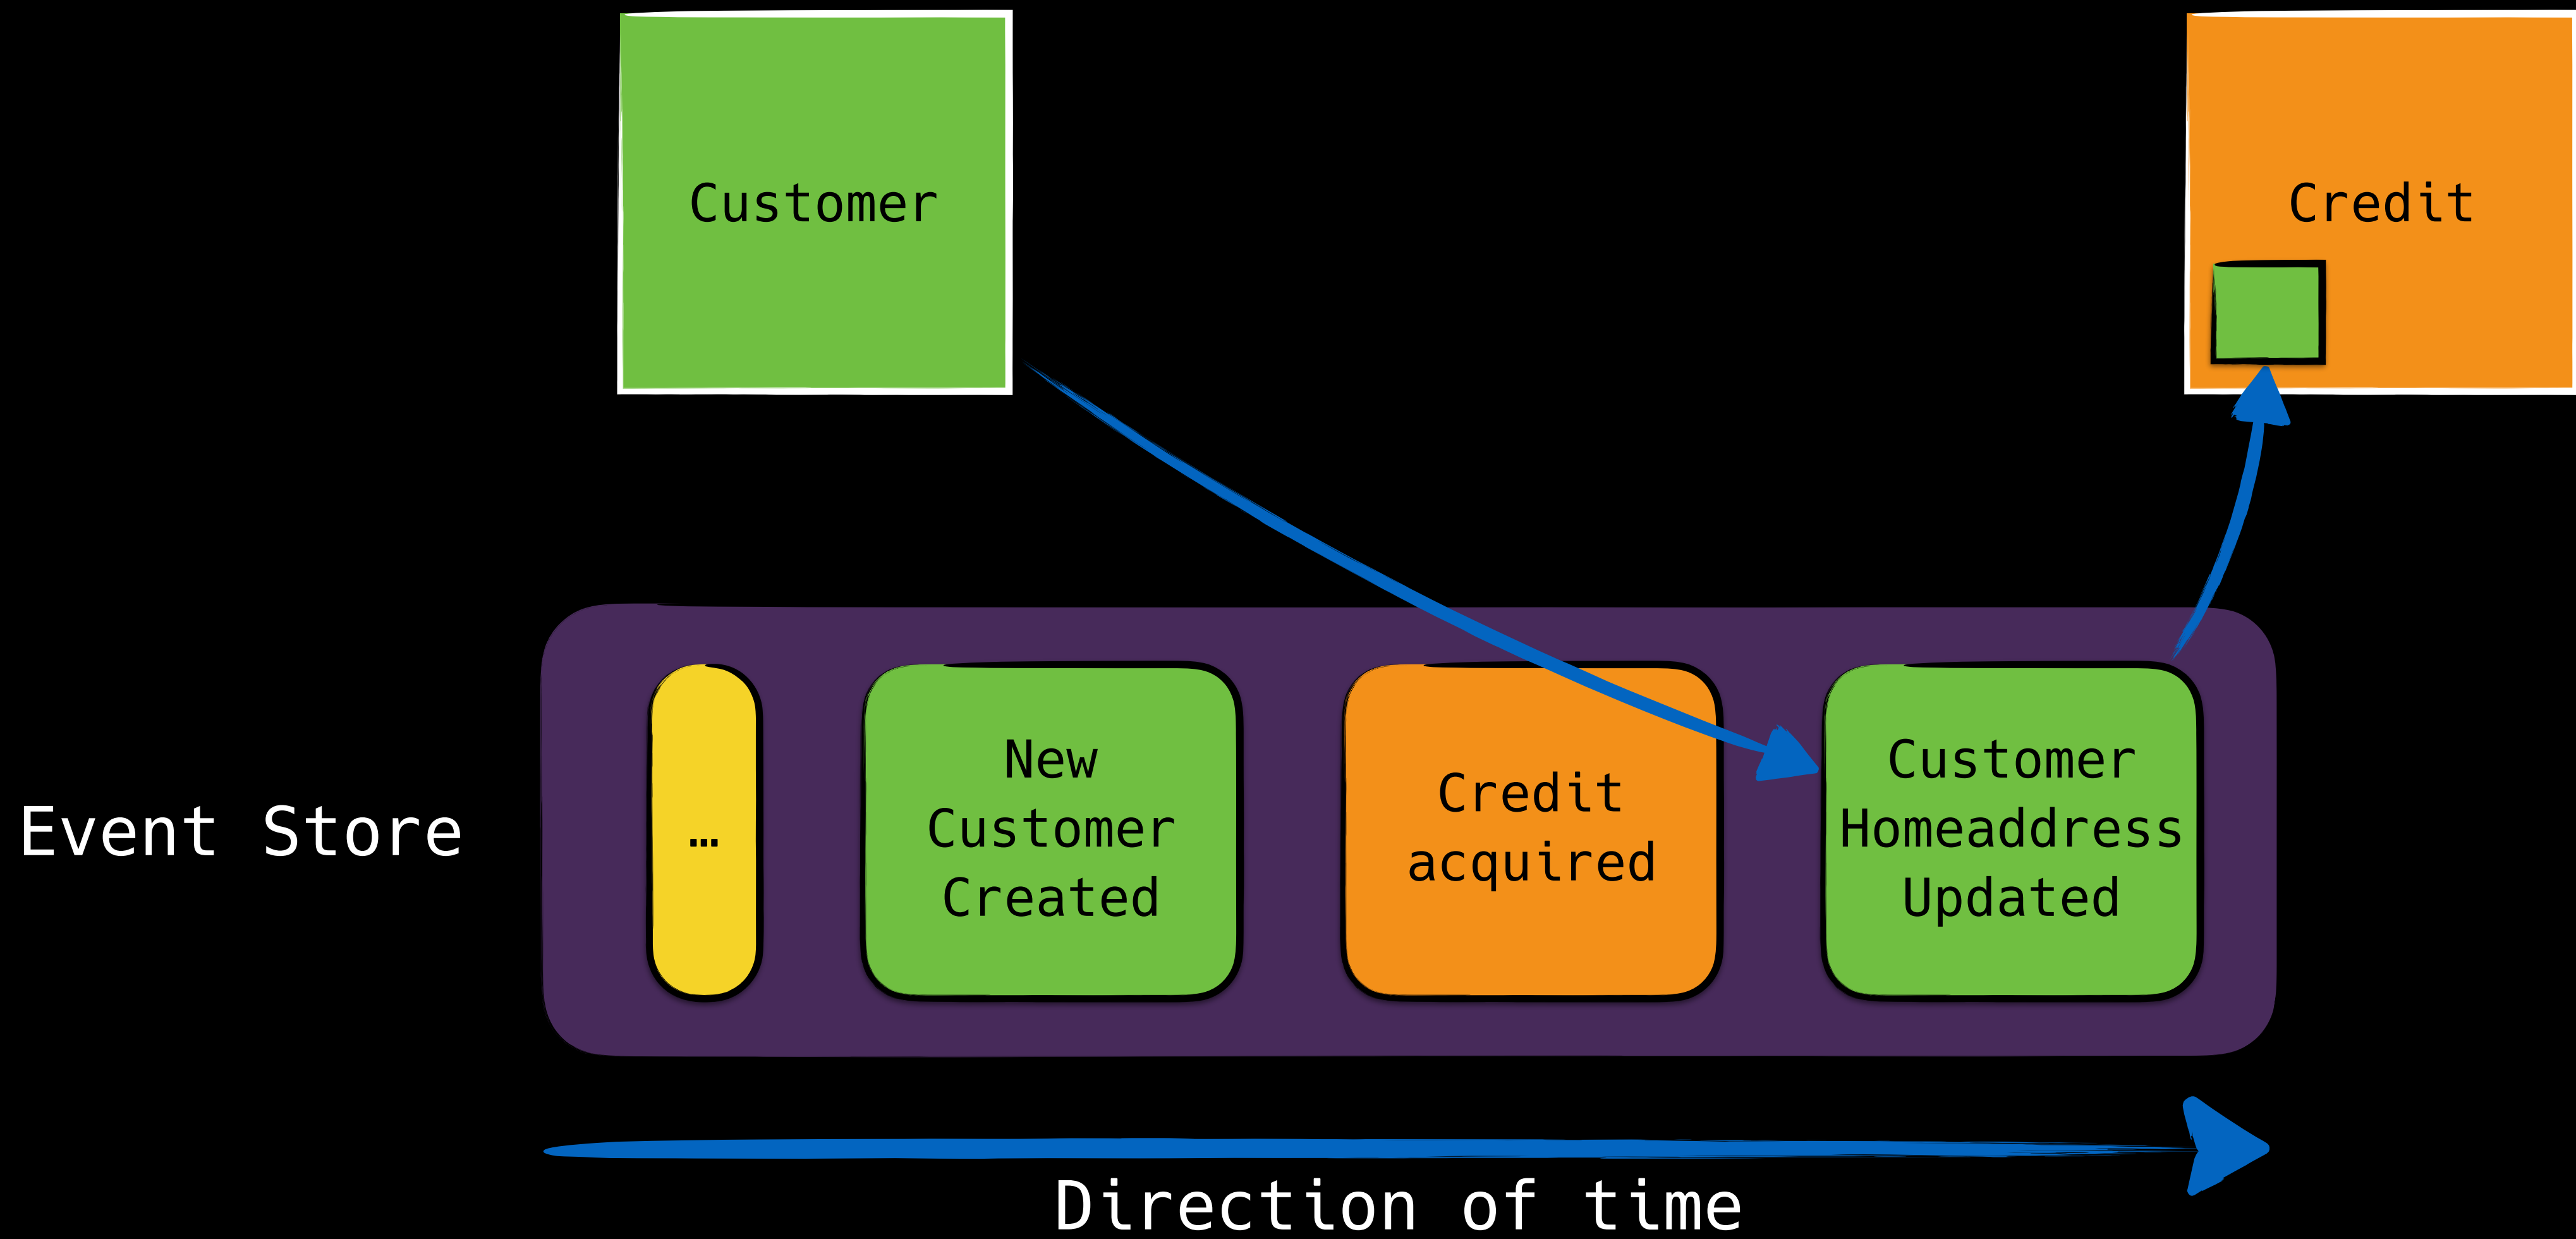 Customer
Credit
Event Store
…
New
Customer
Created
Credit
acquired
Customer
Homeaddress
Updated
Direction of time